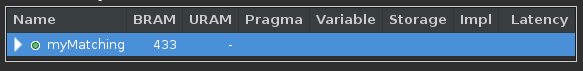 Name BRAM URAM Pragma Variable Storage Impl Latency
myMatching 433 -